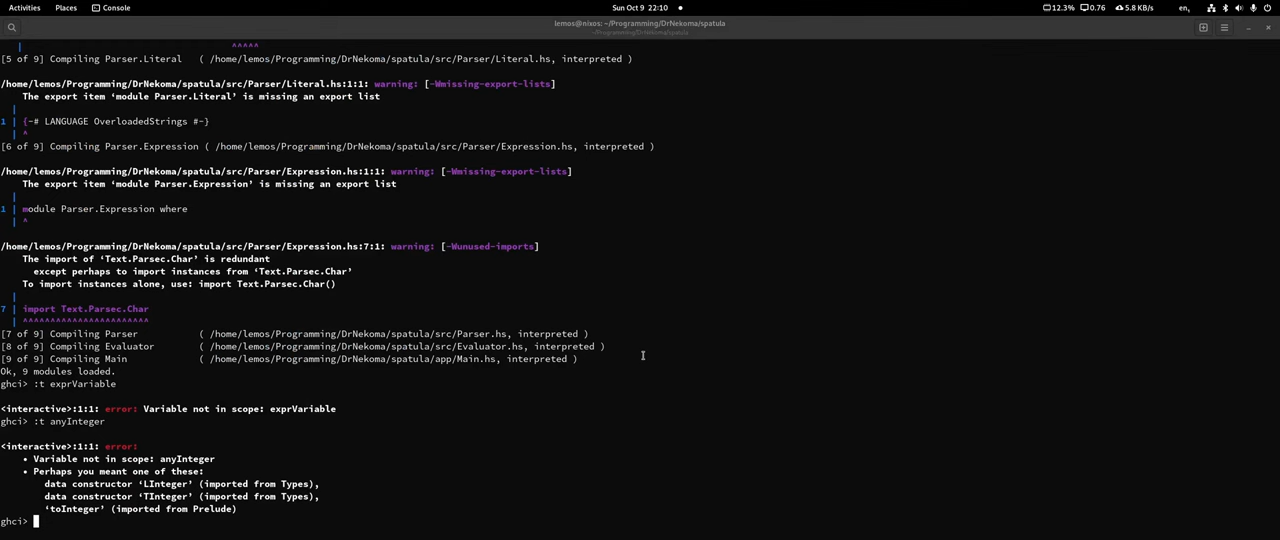 Activities Places Console Sun Oct 9 22:10 12.3% 0.76 5.8 KB/s en,
lemos@nixos: ~/Programming/DrNekoma/spatula
~/Programming/DrNekoma/spatula
| ^^^^^
[5 of 9] Compiling Parser.Literal ( /home/lemos/Programming/DrNekoma/spatula/src/Parser/Literal.hs, interpreted )
/home/lemos/Programming/DrNekoma/spatula/src/Parser/Literal.hs:1:1: warning: [-Wmissing-export-lists]
The export item ‘module Parser.Literal’ is missing an export list
|
1 | {-# LANGUAGE OverloadedStrings #-}
| ^
[6 of 9] Compiling Parser.Expression ( /home/lemos/Programming/DrNekoma/spatula/src/Parser/Expression.hs, interpreted )
/home/lemos/Programming/DrNekoma/spatula/src/Parser/Expression.hs:1:1: warning: [-Wmissing-export-lists]
The export item ‘module Parser.Expression’ is missing an export list
|
1 | module Parser.Expression where
| ^
/home/lemos/Programming/DrNekoma/spatula/src/Parser/Expression.hs:7:1: warning: [-Wunused-imports]
The import of ‘Text.Parsec.Char’ is redundant
except perhaps to import instances from ‘Text.Parsec.Char’
To import instances alone, use: import Text.Parsec.Char()
|
7 | import Text.Parsec.Char
| ^^^^^^^^^^^^^^^^^^^^^^^
[7 of 9] Compiling Parser ( /home/lemos/Programming/DrNekoma/spatula/src/Parser.hs, interpreted )
[8 of 9] Compiling Evaluator ( /home/lemos/Programming/DrNekoma/spatula/src/Evaluator.hs, interpreted )
[9 of 9] Compiling Main ( /home/lemos/Programming/DrNekoma/spatula/app/Main.hs, interpreted )
Ok, 9 modules loaded.
ghci> :t exprVariable
<interactive>:1:1: error: Variable not in scope: exprVariable
ghci> :t anyInteger
<interactive>:1:1: error:
• Variable not in scope: anyInteger
• Perhaps you meant one of these:
data constructor ‘LInteger’ (imported from Types),
data constructor ‘TInteger’ (imported from Types),
‘toInteger’ (imported from Prelude)
ghci>